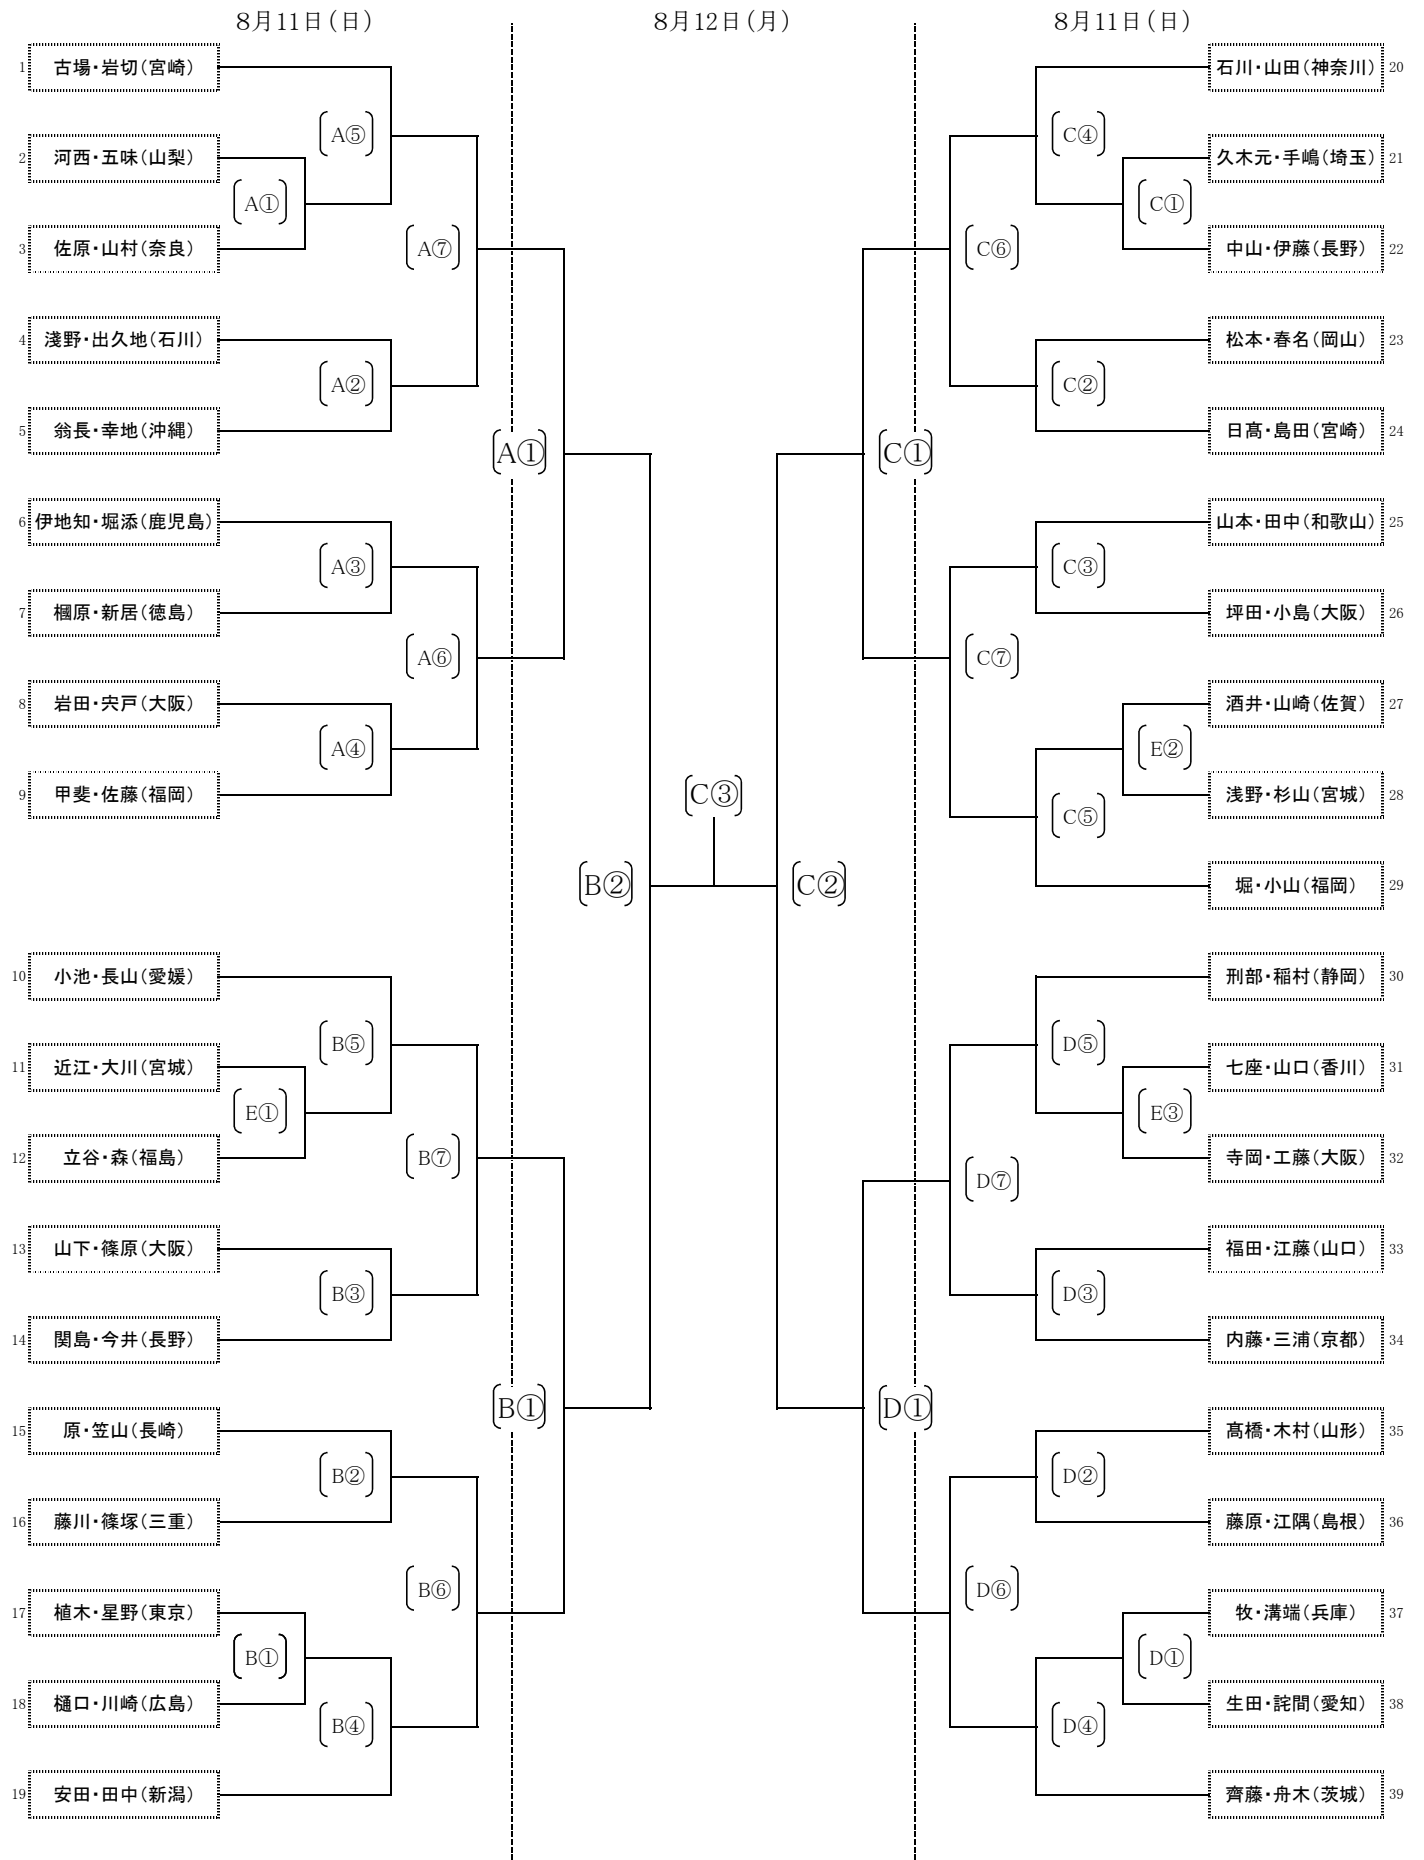 8月11日(日)
8月12日(月)
8月11日(日)
1 古場・岩切(宮崎)
2 河西・五味(山梨)
3 佐原・山村(奈良)
4 淺野・出久地(石川)
5 翁長・幸地(沖縄)
6 伊地知・堀添(鹿児島)
7 楓原・新居(徳島)
8 岩田・宍戸(大阪)
9 甲斐・佐藤(福岡)
10 小池・長山(愛媛)
11 近江・大川(宮城)
12 立谷・森(福島)
13 山下・篠原(大阪)
14 関島・今井(長野)
15 原・笠山(長崎)
16 藤川・篠塚(三重)
17 植木・星野(東京)
18 樋口・川崎(広島)
19 安田・田中(新潟)
A①
A⑤
A②
A③
A④
A⑦
A⑥
E①
B⑤
B③
B②
B①
B④
B⑦
B⑥
A①
B①
B②
C③
C②
C①
D①
C⑥
C⑦
D⑦
D⑥
C④
C①
C②
C③
E②
C⑤
D⑤
E③
D③
D②
D①
D④
石川・山田(神奈川) 20
久木元・手嶋(埼玉) 21
中山・伊藤(長野) 22
松本・春名(岡山) 23
日髙・島田(宮崎) 24
山本・田中(和歌山) 25
坪田・小島(大阪) 26
酒井・山崎(佐賀) 27
浅野・杉山(宮城) 28
堀・小山(福岡) 29
刑部・稲村(静岡) 30
七座・山口(香川) 31
寺岡・工藤(大阪) 32
福田・江藤(山口) 33
内藤・三浦(京都) 34
髙橋・木村(山形) 35
藤原・江隅(島根) 36
牧・溝端(兵庫) 37
生田・詫間(愛知) 38
齊藤・舟木(茨城) 39